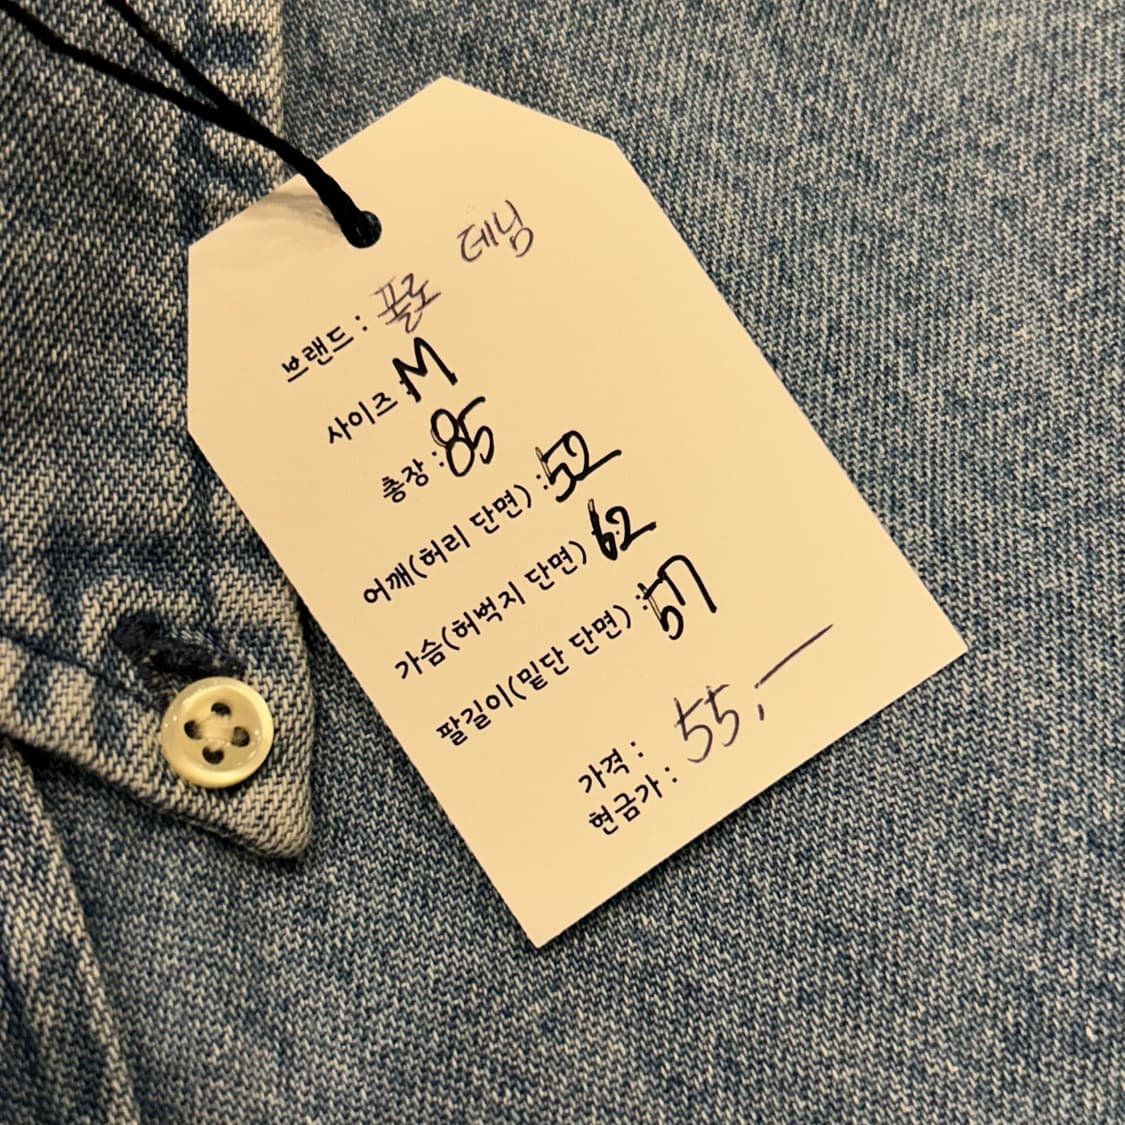 브랜드 : 폴로 데님
사이즈 : M
총장 : 85
어깨(허리 단면) : 52
가슴(허벅지 단면) : 62
팔길이(밑단 단면) : 57
가격 : 55,-
현금가 :